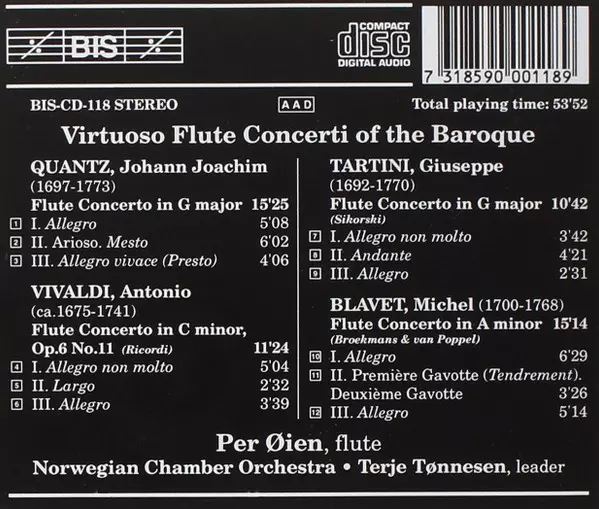 BIS
COMPACT
disc
DIGITAL AUDIO
7 318590 001189
BIS-CD-118 STEREO
AAD
Total playing time: 53'52
Virtuoso Flute Concerti of the Baroque
QUANTZ, Johann Joachim
(1697-1773)
Flute Concerto in G major 15'25
1 I. Allegro 5'08
2 II. Arioso. Mesto 6'02
3 III. Allegro vivace (Presto) 4'06
VIVALDI, Antonio
(ca.1675-1741)
Flute Concerto in C minor,
Op.6 No.11 (Ricordi) 11'24
4 I. Allegro non molto 5'04
5 II. Largo 2'32
6 III. Allegro 3'39
TARTINI, Giuseppe
(1692-1770)
Flute Concerto in G major 10'42
(Sikorski)
7 I. Allegro non molto 3'42
8 II. Andante 4'21
9 III. Allegro 2'31
BLAVET, Michel (1700-1768)
Flute Concerto in A minor 15'14
(Broekmans & van Poppel)
10 I. Allegro 6'29
11 II. Première Gavotte (Tendrement).
Deuxième Gavotte 3'26
12 III. Allegro 5'14
Per Øien, flute
Norwegian Chamber Orchestra • Terje Tønnesen, leader